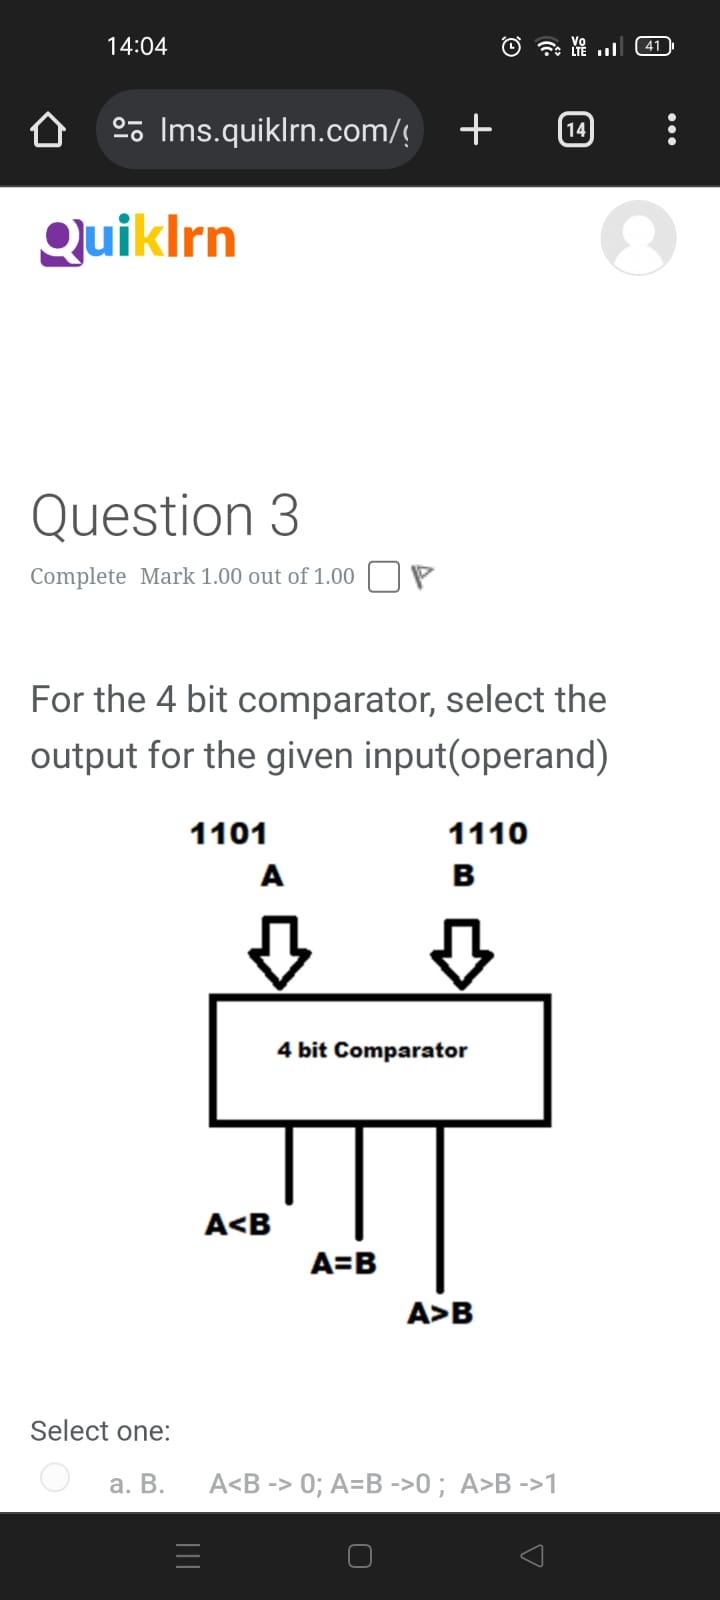 14:04
Vo LTE 41
lms.quiklrn.com/
14
Quiklrn
Question 3
Complete Mark 1.00 out of 1.00
For the 4 bit comparator, select the
output for the given input(operand)
1101 1110
A B
4 bit Comparator
A<B
A=B
A>B
Select one:
a. B. A<B -> 0; A=B ->0 ; A>B ->1